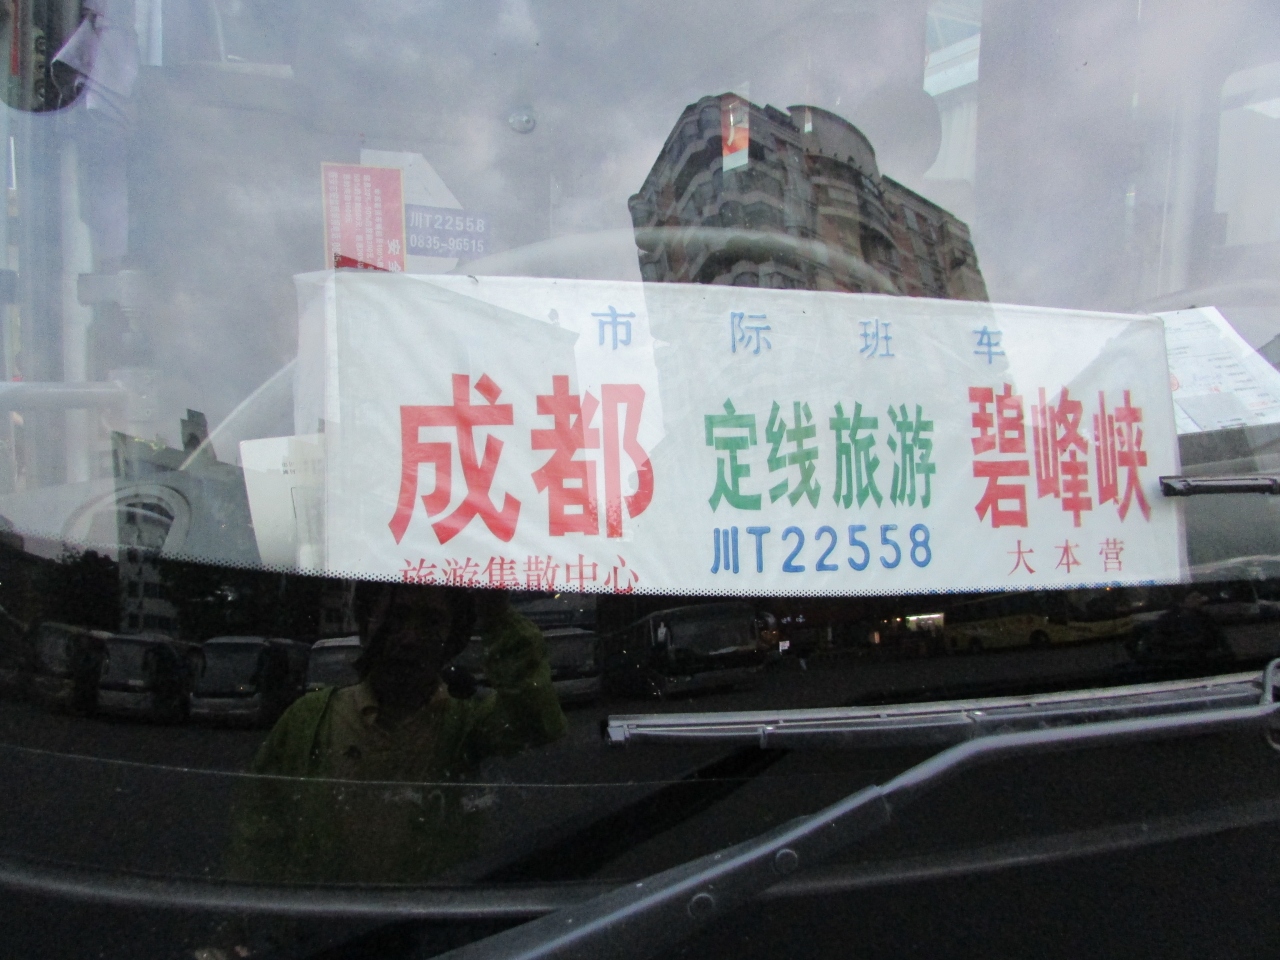 川T22558
0835-96515
市际班车
成都 定线旅游 碧峰峡
旅游集散中心 川T22558 大本营